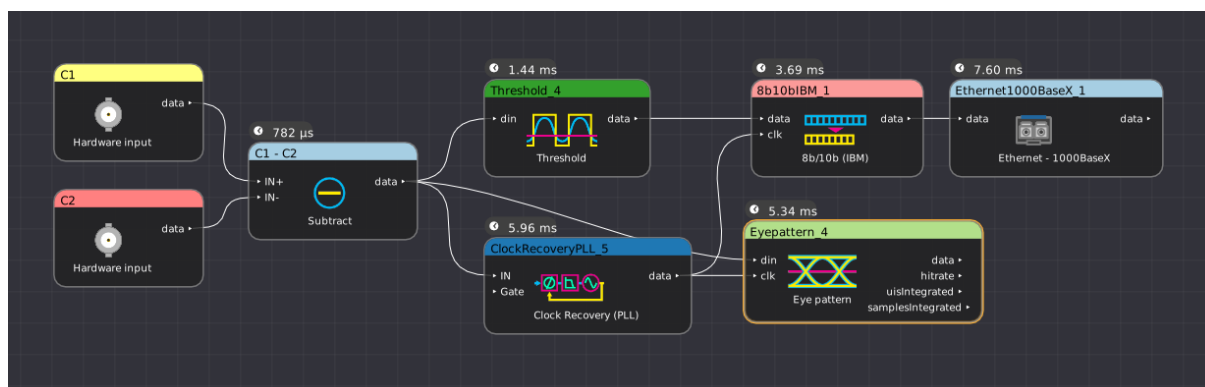 C1
data
Hardware input
C2
data
Hardware input
782 µs
C1 - C2
IN+
IN-
data
Subtract
1.44 ms
Threshold_4
din
data
Threshold
5.96 ms
ClockRecoveryPLL_5
IN
Gate
data
Clock Recovery (PLL)
3.69 ms
8b10bIBM_1
data
clk
data
8b/10b (IBM)
5.34 ms
Eyepattern_4
din
clk
data
hitrate
uisIntegrated
samplesIntegrated
Eye pattern
7.60 ms
Ethernet1000BaseX_1
data
data
Ethernet - 1000BaseX